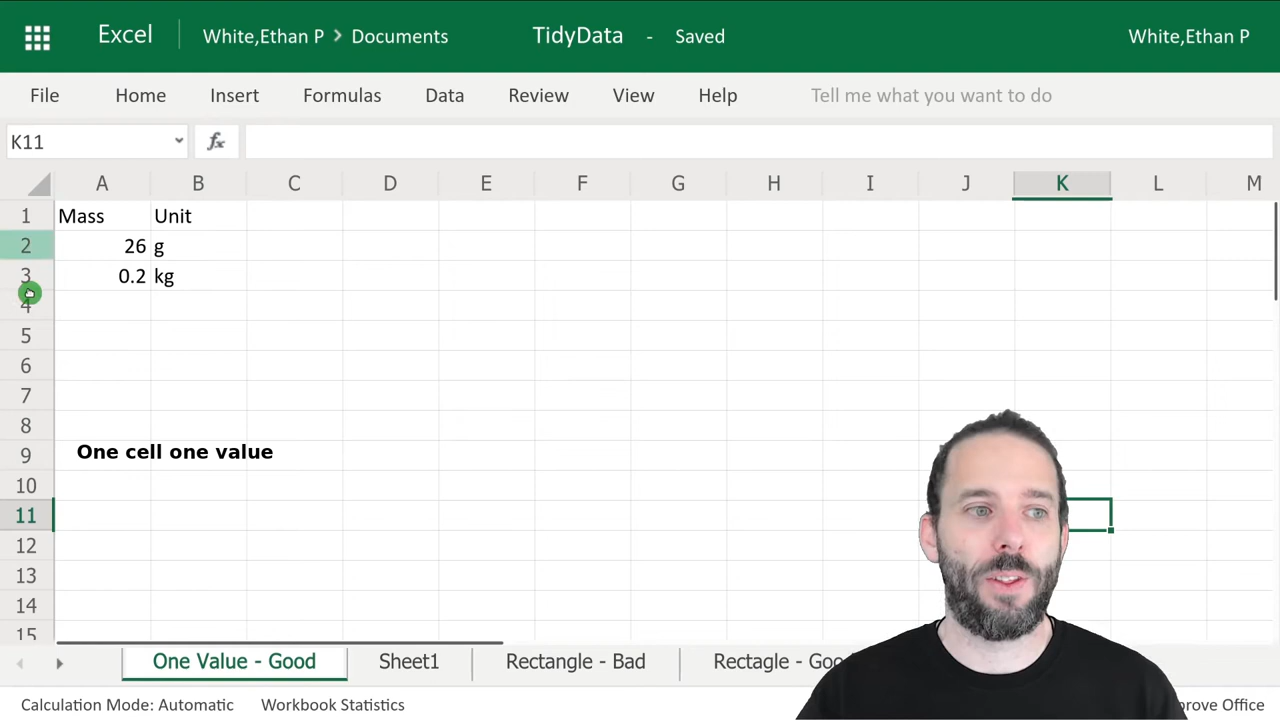 Excel White,Ethan P > Documents TidyData - Saved White,Ethan P
File Home Insert Formulas Data Review View Help Tell me what you want to do
K11 fx
A B C D E F G H I J K L M
1 Mass Unit
2 26 g
3 0.2 kg
4
5
6
7
8
9 One cell one value
10
11
12
13
14
15
One Value - Good Sheet1 Rectangle - Bad Rectagle -
Calculation Mode: Automatic Workbook Statistics Office